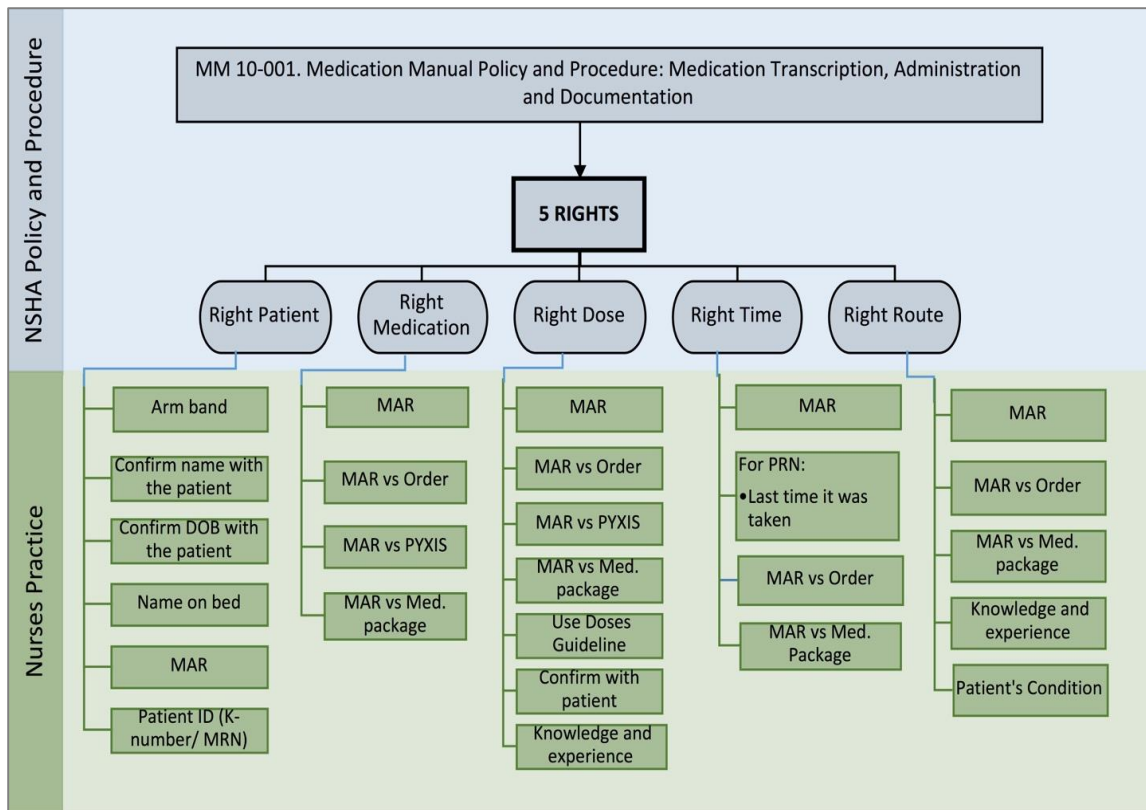 NSHA Policy and Procedure
MM 10-001. Medication Manual Policy and Procedure: Medication Transcription, Administration
and Documentation
5 RIGHTS
Right Patient
Right
Medication
Right Dose
Right Time
Right Route
Nurses Practice
Arm band
Confirm name with
the patient
Confirm DOB with
the patient
Name on bed
MAR
Patient ID (K-
number/ MRN)
MAR
MAR vs Order
MAR vs PYXIS
MAR vs Med.
package
MAR
MAR vs Order
MAR vs PYXIS
MAR vs Med.
package
Use Doses
Guideline
Confirm with
patient
Knowledge and
experience
MAR
For PRN:
•Last time it was
taken
MAR vs Order
MAR vs Med.
Package
MAR
MAR vs Order
MAR vs Med.
package
Knowledge and
experience
Patient's Condition